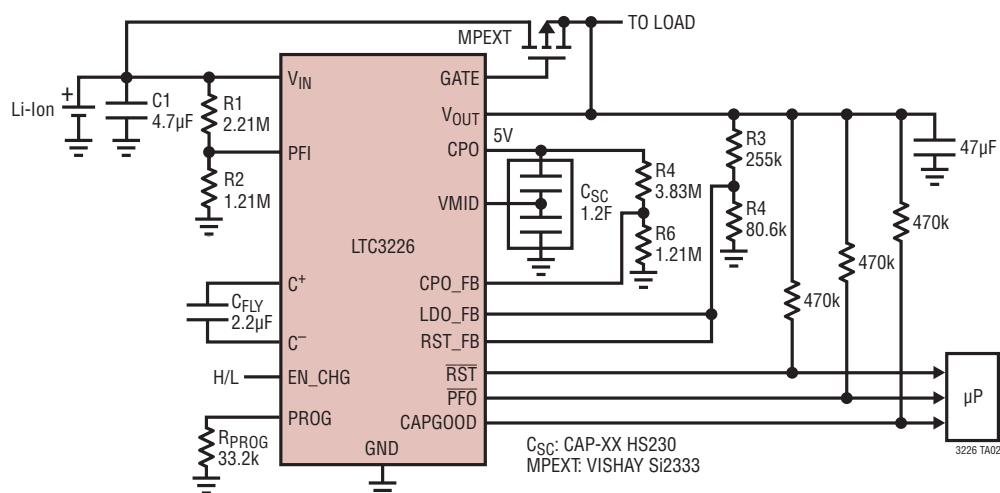 TO LOAD
MPEXT
Li-Ion
+
C1
4.7µF
R1
2.21M
R2
1.21M
VIN
PFI
GATE
VOUT
CPO
5V
VMID
LTC3226
CSC
1.2F
R4
3.83M
R6
1.21M
R3
255k
R4
80.6k
47µF
470k
470k
470k
CFLY
2.2µF
C+
C–
CPO_FB
LDO_FB
RST_FB
H/L
EN_CHG
PROG
RPROG
33.2k
GND
RST
PFO
CAPGOOD
µP
CSC: CAP-XX HS230
MPEXT: VISHAY Si2333
3226 TA02